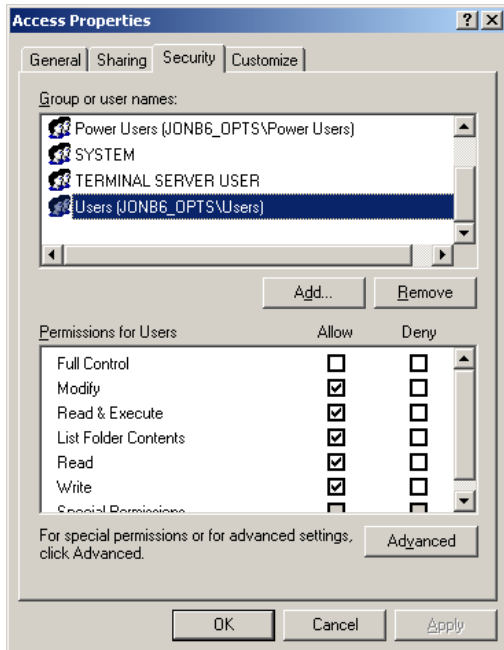 Access Properties
General Sharing Security Customize
Group or user names:
Power Users (JONB6_OPTS\Power Users)
SYSTEM
TERMINAL SERVER USER
Users (JONB6_OPTS\Users)
Add... Remove
Permissions for Users Allow Deny
Full Control
Modify
Read & Execute
List Folder Contents
Read
Write
Special Permissions
For special permissions or for advanced settings,
click Advanced.
Advanced
OK Cancel Apply